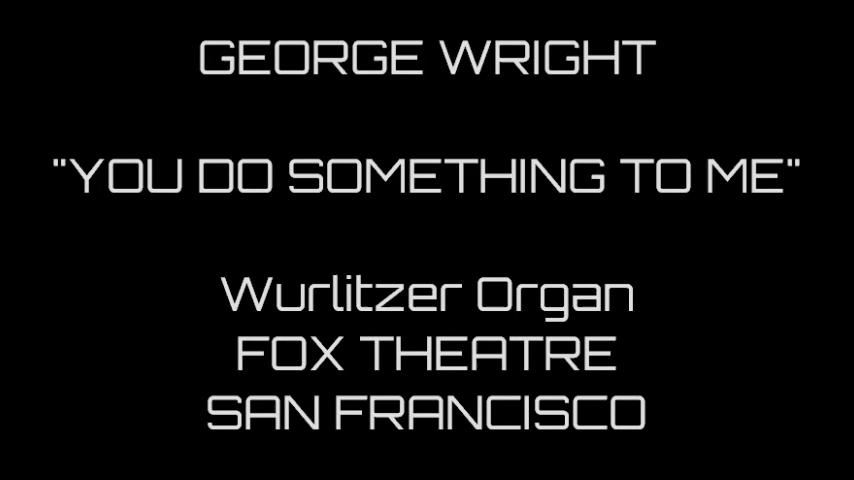 GEORGE WRIGHT
"YOU DO SOMETHING TO ME"
Wurlitzer Organ
FOX THEATRE
SAN FRANCISCO